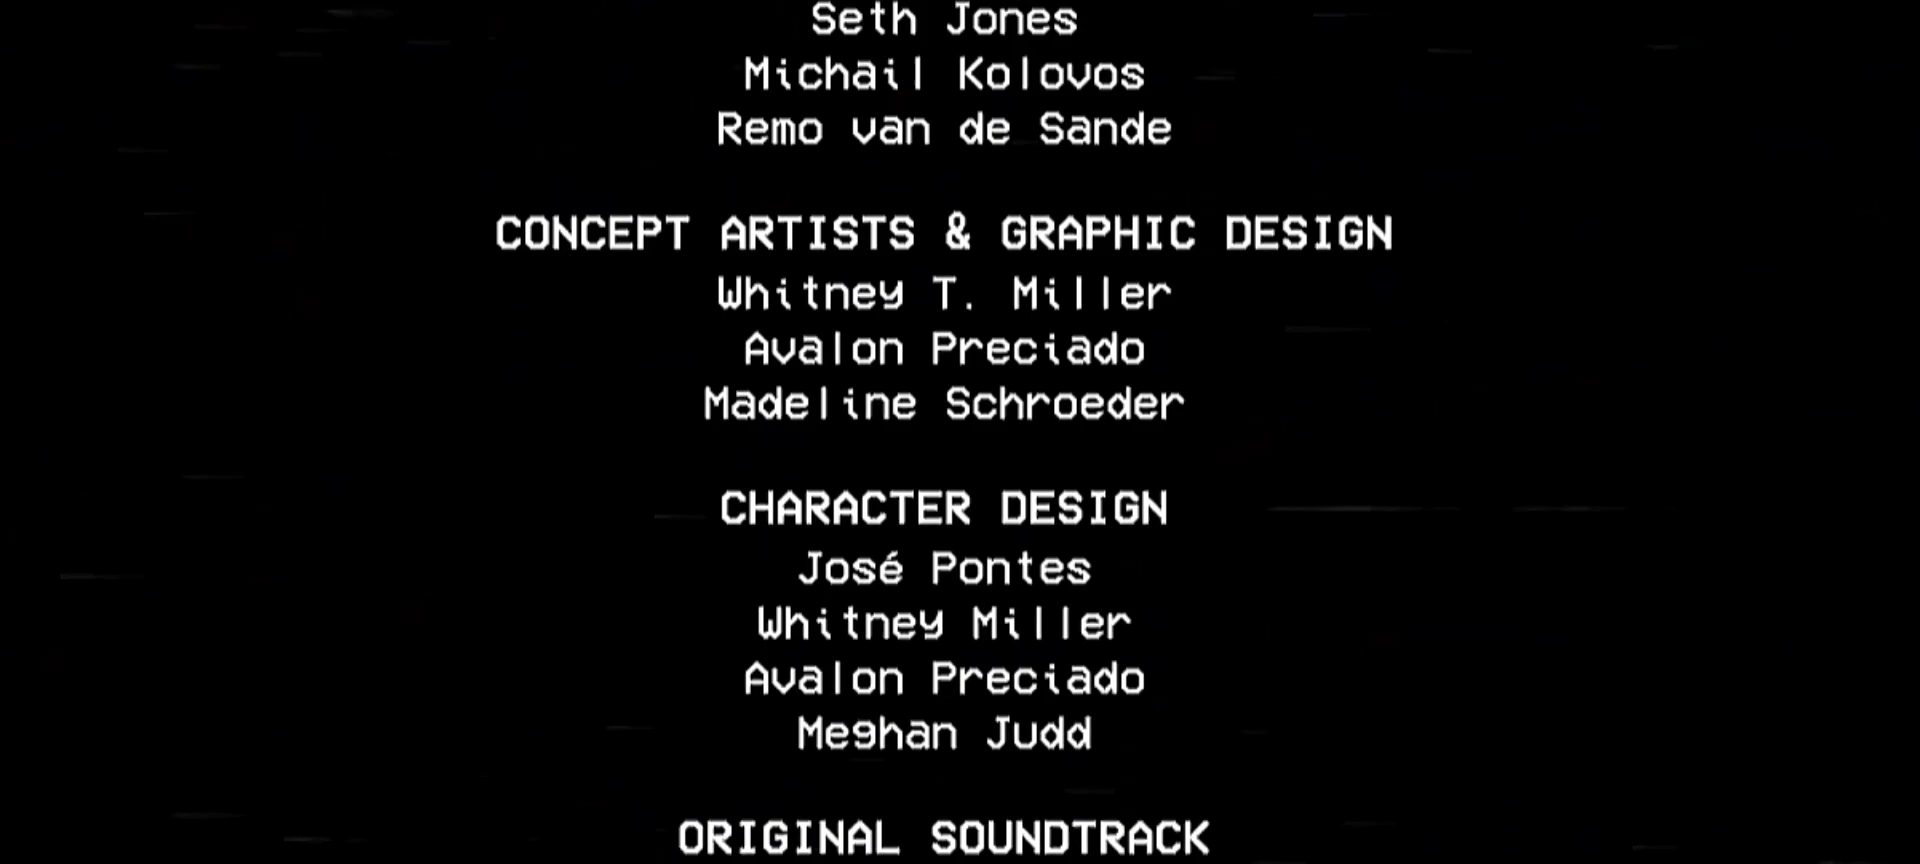 Seth Jones
Michail Kolovos
Remo van de Sande
CONCEPT ARTISTS & GRAPHIC DESIGN
Whitney T. Miller
Avalon Preciado
Madeline Schroeder
CHARACTER DESIGN
José Pontes
Whitney Miller
Avalon Preciado
Meghan Judd
ORIGINAL SOUNDTRACK